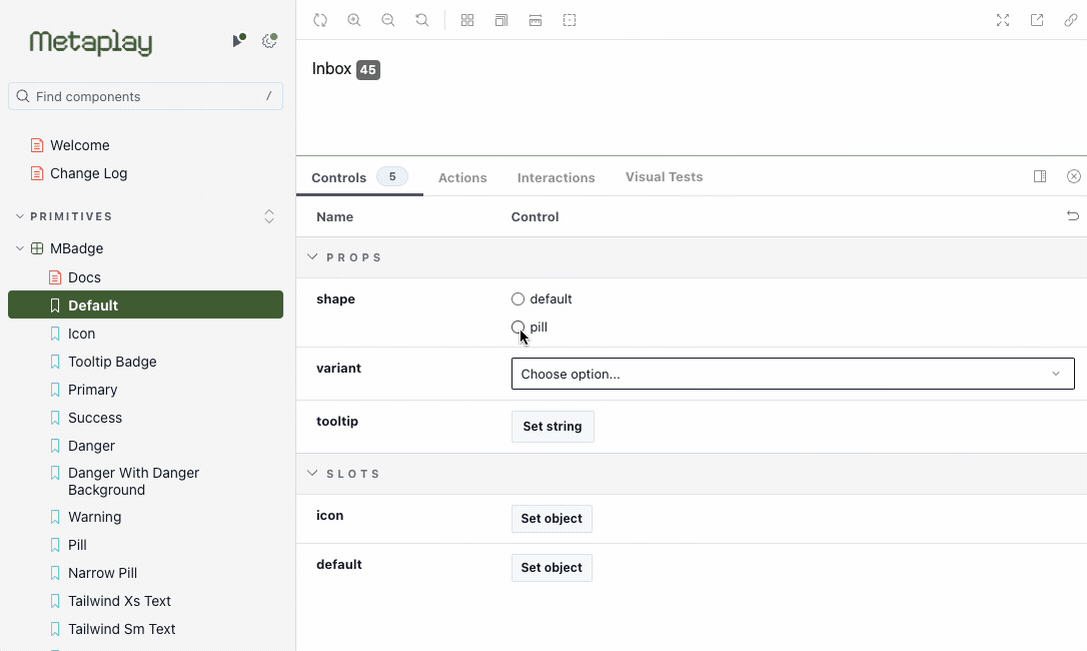 Metaplay
Find components
/
Welcome
Change Log
PRIMITIVES
MBadge
Docs
Default
Icon
Tooltip Badge
Primary
Success
Danger
Danger With Danger
Background
Warning
Pill
Narrow Pill
Tailwind Xs Text
Tailwind Sm Text
Inbox 45
Controls 5 Actions Interactions Visual Tests
Name Control
PROPS
shape default
pill
variant Choose option...
tooltip Set string
SLOTS
icon Set object
default Set object